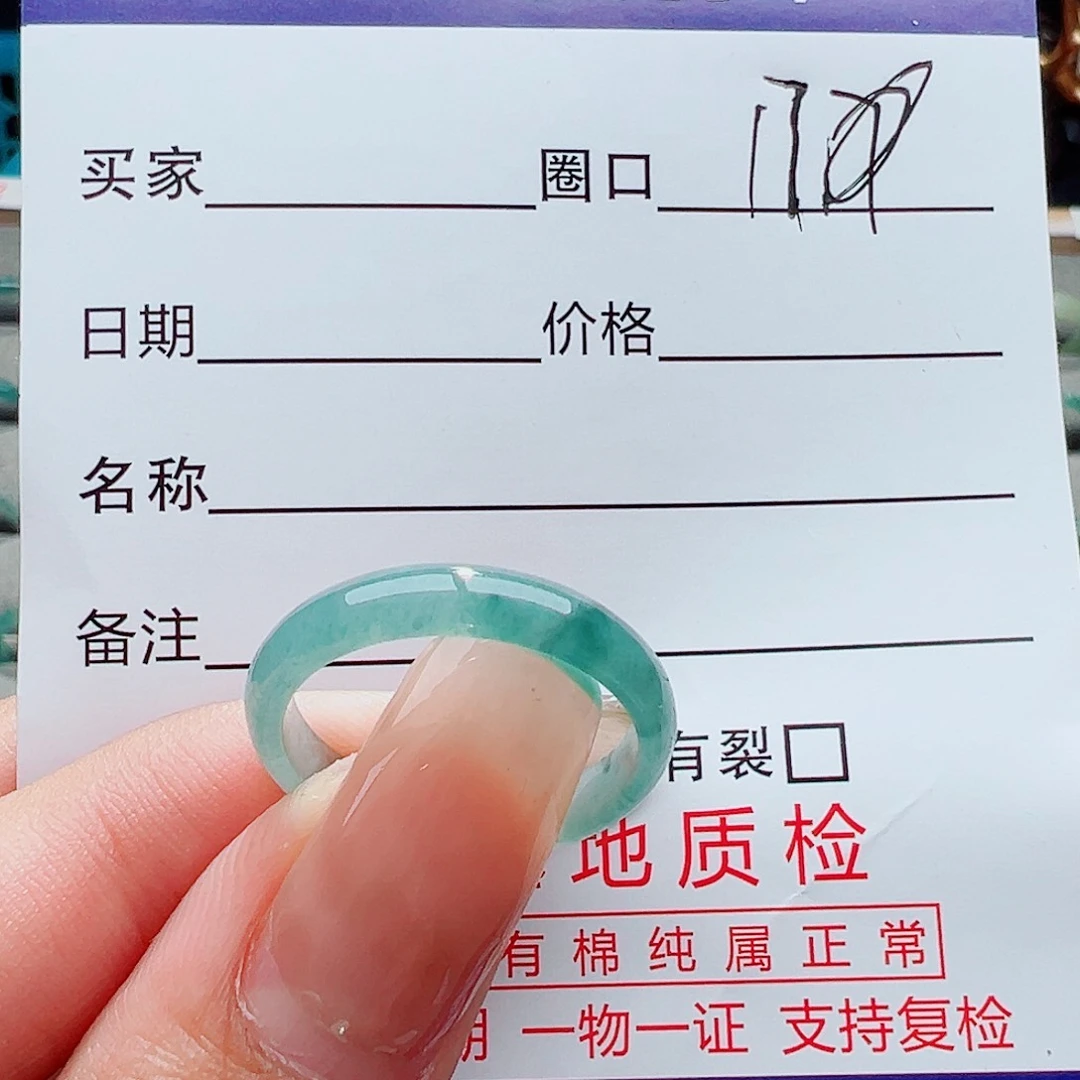 买家 圈口
日期 价格
名称
备注
有裂
地质检
有棉纯属正常
一物一证 支持复检